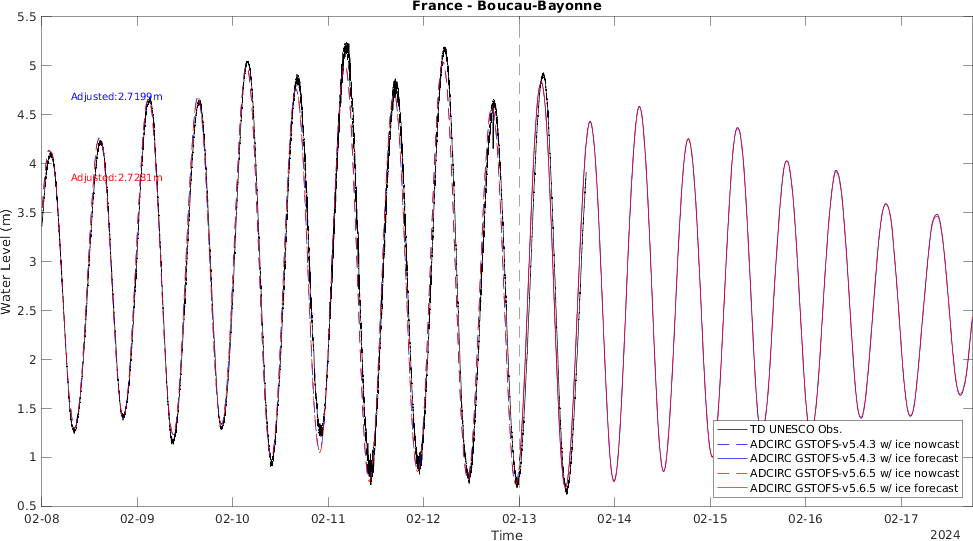 France - Boucau-Bayonne
5.5
5
4.5
4
3.5
3
2.5
2
1.5
1
0.5
Water Level (m)
Adjusted:2.7199m
Adjusted:2.7281m
TD UNESCO Obs.
ADCIRC GSTOFS-v5.4.3 w/ ice nowcast
ADCIRC GSTOFS-v5.4.3 w/ ice forecast
ADCIRC GSTOFS-v5.6.5 w/ ice nowcast
ADCIRC GSTOFS-v5.6.5 w/ ice forecast
02-08 02-09 02-10 02-11 02-12 02-13 02-14 02-15 02-16 02-17
Time
2024